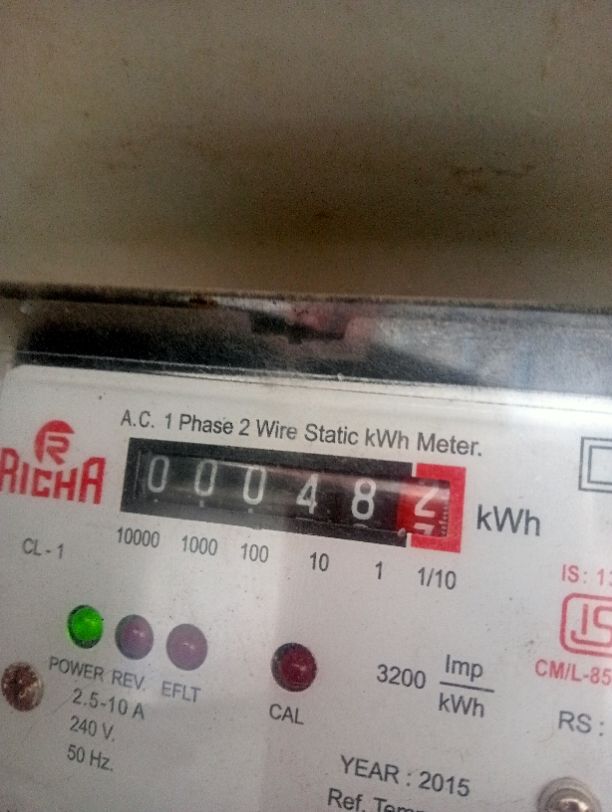 A.C. 1 Phase 2 Wire Static kWh Meter.
RICHA
0 0 0 4 8 2 kWh
10000 1000 100 10 1 1/10
CL-1
IS:
POWER REV. EFLT
2.5-10 A
240 V.
50 Hz.
CAL
3200 Imp
kWh
CM/L-85
RS :
YEAR : 2015
Ref.